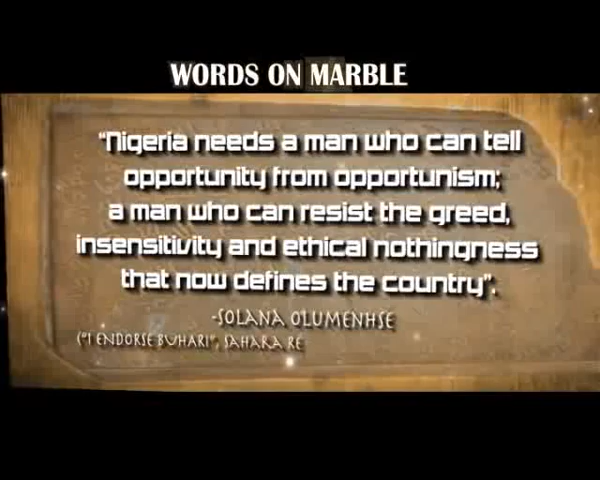 WORDS ON MARBLE
"Nigeria needs a man who can tell
opportunity from opportunism;
a man who can resist the greed,
insensitivity and ethical nothingness
that now defines the country".
-SOLANA OLUMENHSE
("I ENDORSE BUHARI", SAHARA RE